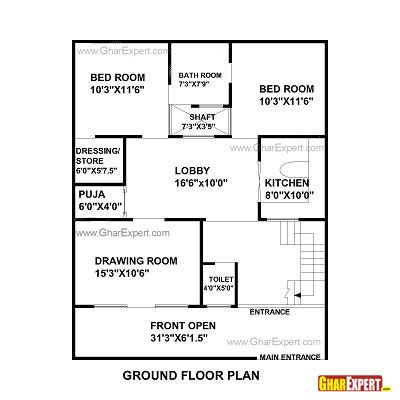 www.GharExpert.com
BED ROOM
10'3"X11'6"
BATH ROOM
7'3"X7'9"
BED ROOM
10'3"X11'6"
SHAFT
7'3"X3'5"
DRESSING/
STORE
6'0"X5'7.5"
LOBBY
16'6"x10'0"
www.GharExpert.com
KITCHEN
8'0"X10'0"
PUJA
6'0"X4'0"
www.GharExpert.com
DRAWING ROOM
15'3"X10'6"
TOILET
4'0"X5'0"
ENTRANCE
FRONT OPEN
31'3"X6'1.5"
www.GharExpert.com
MAIN ENTRANCE
GROUND FLOOR PLAN
GHAREXPERT.COM